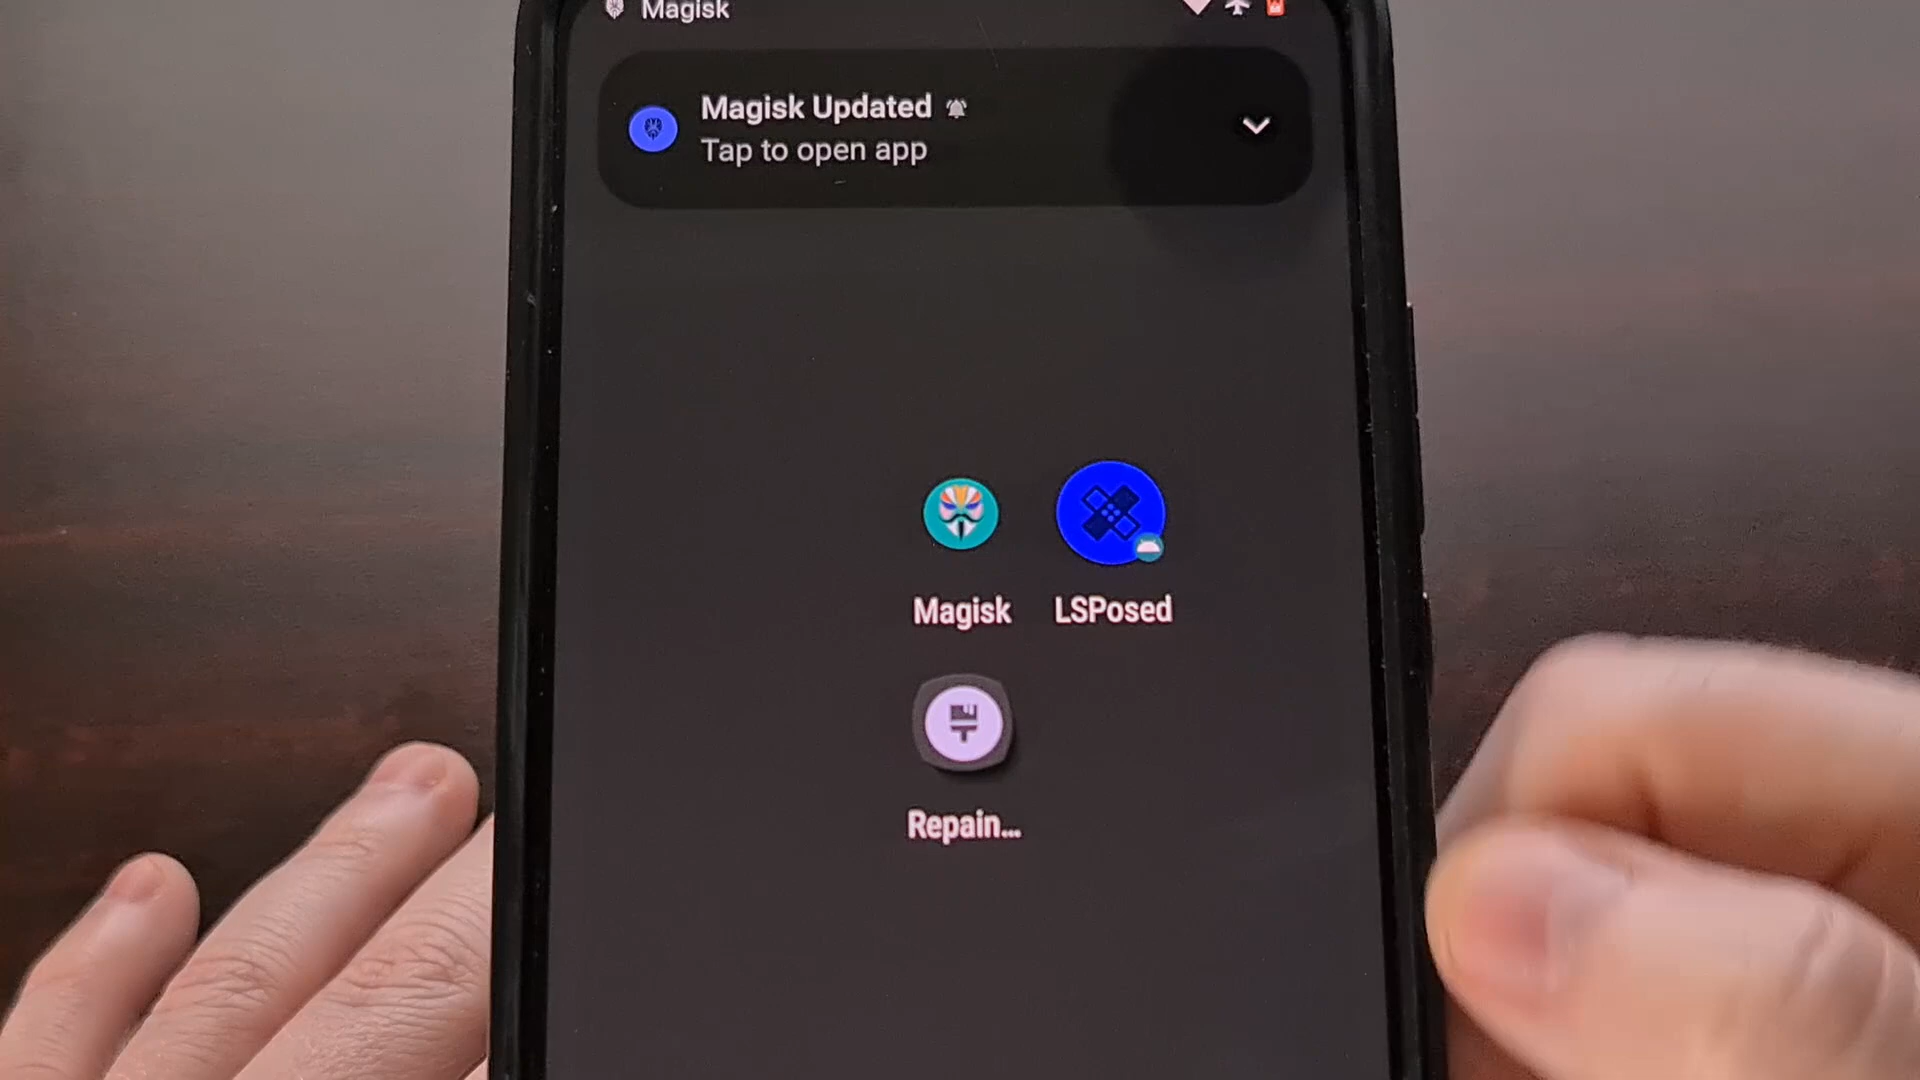 Magisk
Magisk Updated
Tap to open app
Magisk
LSPosed
Repain...